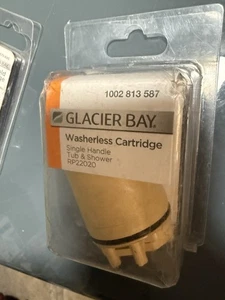 1002 813 587
GLACIER BAY.
Washerless Cartridge
Single Handle
Tub & Shower
RP22020